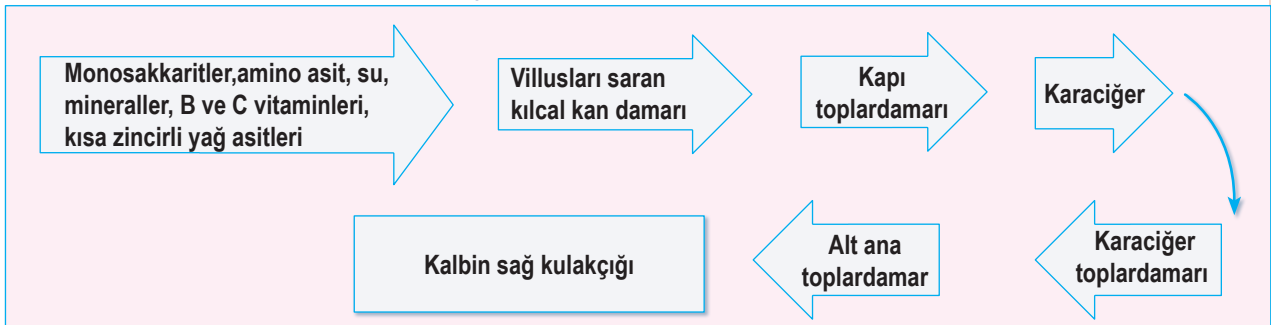 Monosakkaritler,amino asit, su,
mineraller, B ve C vitaminleri,
kısa zincirli yağ asitleri
Villusları saran
kılcal kan damarı
Kapı
toplardamarı
Karaciğer
Karaciğer
toplardamarı
Alt ana
toplardamar
Kalbin sağ kulakçığı